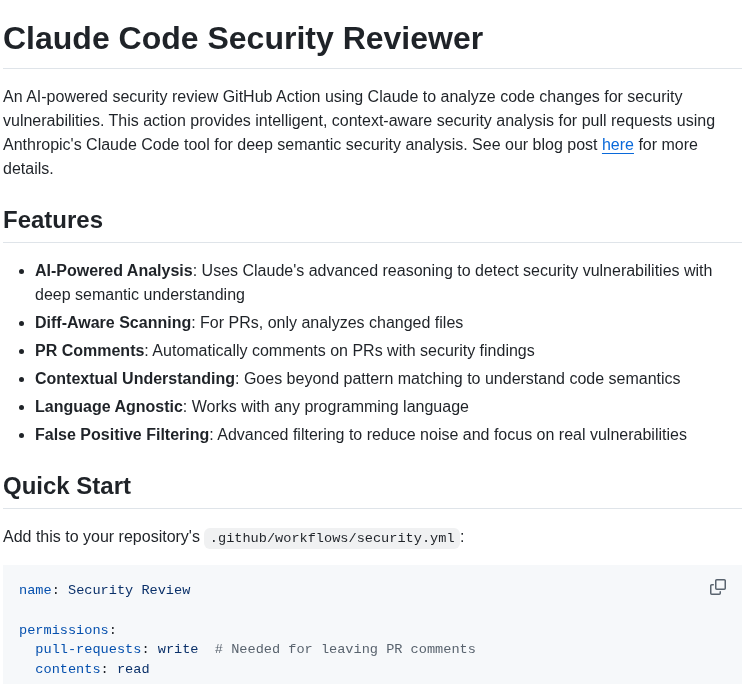 Claude Code Security Reviewer
An AI-powered security review GitHub Action using Claude to analyze code changes for security
vulnerabilities. This action provides intelligent, context-aware security analysis for pull requests using
Anthropic's Claude Code tool for deep semantic security analysis. See our blog post here for more
details.
Features
• AI-Powered Analysis: Uses Claude's advanced reasoning to detect security vulnerabilities with
deep semantic understanding
• Diff-Aware Scanning: For PRs, only analyzes changed files
• PR Comments: Automatically comments on PRs with security findings
• Contextual Understanding: Goes beyond pattern matching to understand code semantics
• Language Agnostic: Works with any programming language
• False Positive Filtering: Advanced filtering to reduce noise and focus on real vulnerabilities
Quick Start
Add this to your repository's .github/workflows/security.yml:
name: Security Review
permissions:
  pull-requests: write  # Needed for leaving PR comments
  contents: read